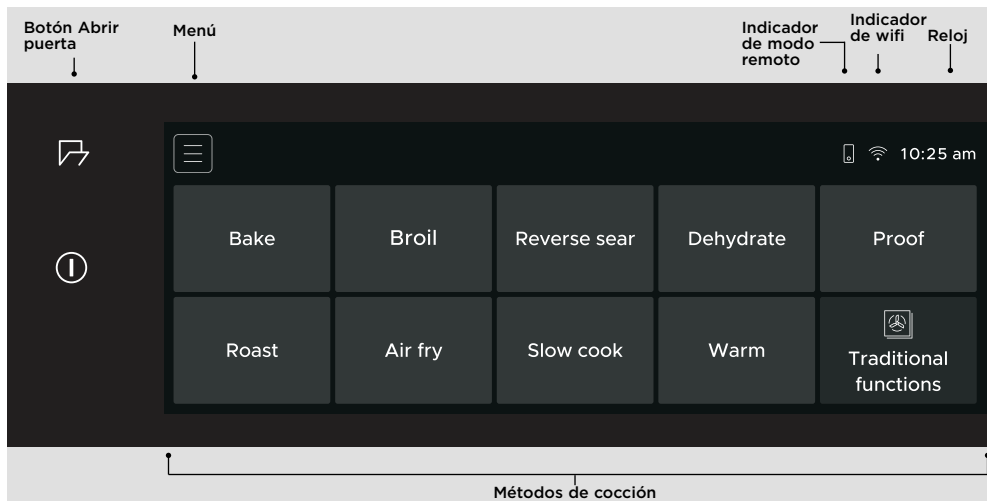 Botón Abrir
puerta
Menú
Indicador
de modo
remoto
Indicador
de wifi
Reloj
10:25 am
Bake
Broil
Reverse sear
Dehydrate
Proof
Roast
Air fry
Slow cook
Warm
Traditional
functions
Métodos de cocción